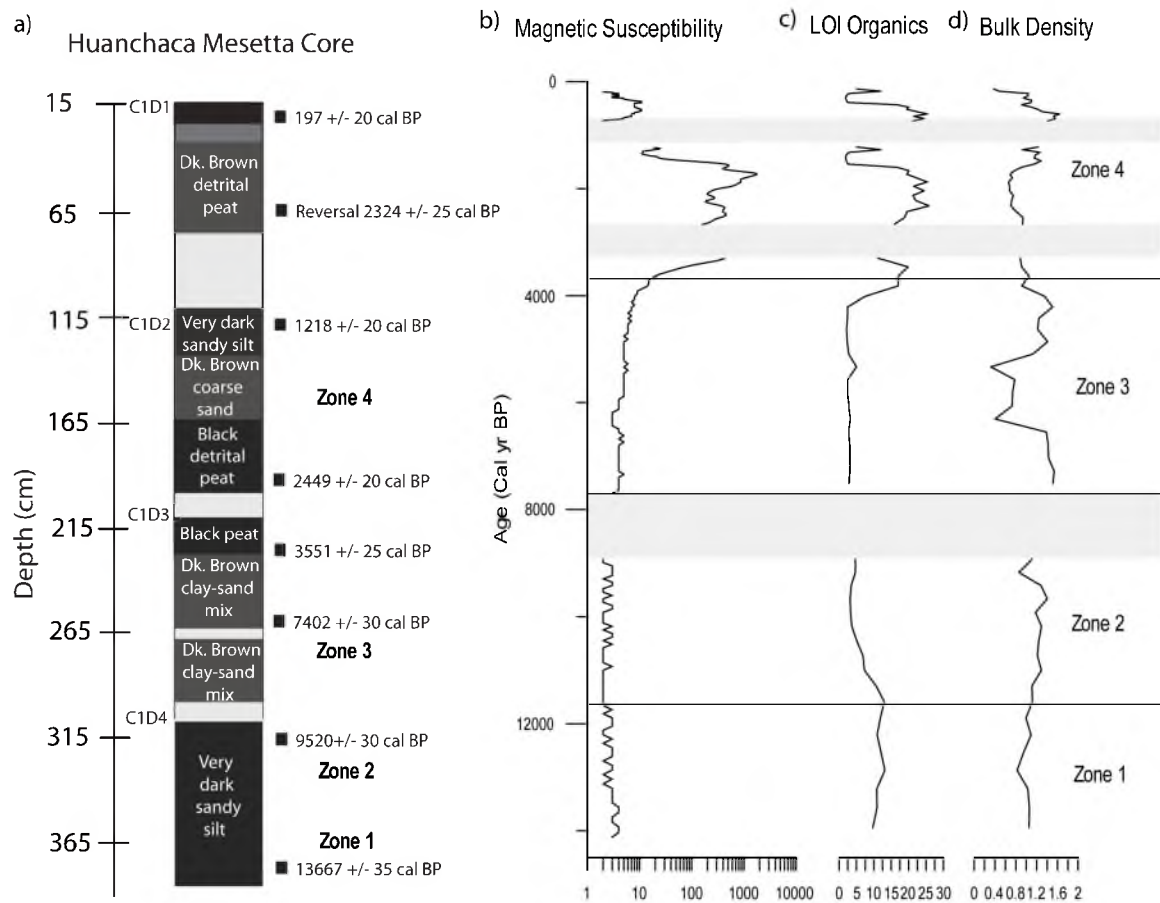 a)
Huanchaca Mesetta Core
15
65
115
165
215
265
315
365
Depth (cm)
C1D1
C1D2
C1D3
C1D4
Dk. Brown
detrital
peat
Very dark
sandy silt
Dk. Brown
coarse
sand
Black
detrital
peat
Black peat
Dk. Brown
clay-sand
mix
Dk. Brown
clay-sand
mix
Very
dark
sandy
silt
197 +/- 20 cal BP
Reversal 2324 +/- 25 cal BP
1218 +/- 20 cal BP
Zone 4
2449 +/- 20 cal BP
3551 +/- 25 cal BP
7402 +/- 30 cal BP
Zone 3
9520+/- 30 cal BP
Zone 2
Zone 1
13667 +/- 35 cal BP
b) Magnetic Susceptibility
c) LOI Organics
d) Bulk Density
Age (Cal yr BP)
0
4000
8000
12000
Zone 4
Zone 3
Zone 2
Zone 1
1 10 100 1000 10000
0 5 10 15 20 25 30
0 0.4 0.8 1.2 1.6 2